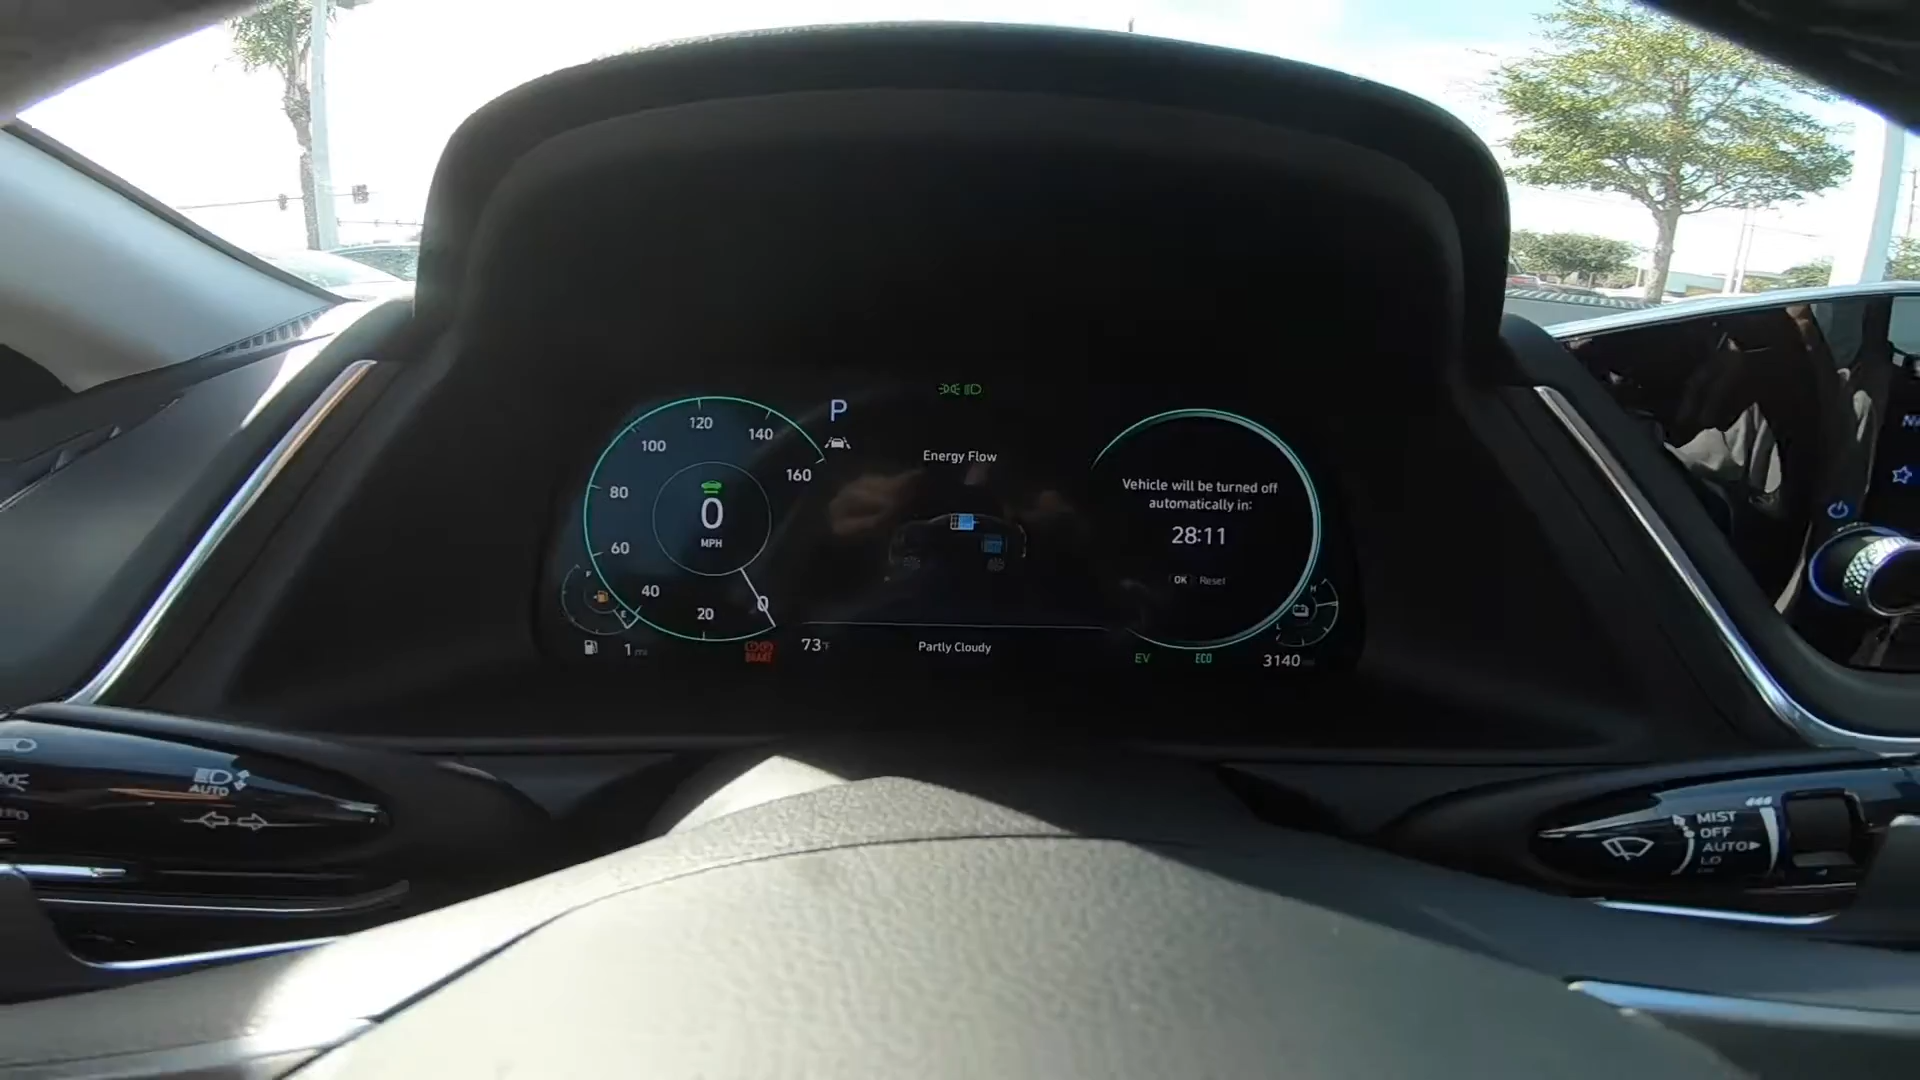 120
100
140
80
160
60
40
20
0
0
MPH
F
E
1 mi
BRAKE
P
73°F
Energy Flow
Partly Cloudy
Vehicle will be turned off
automatically in:
28:11
OK Reset
H
L
EV
ECO
3140
AUTO
MIST
OFF
AUTO
LO